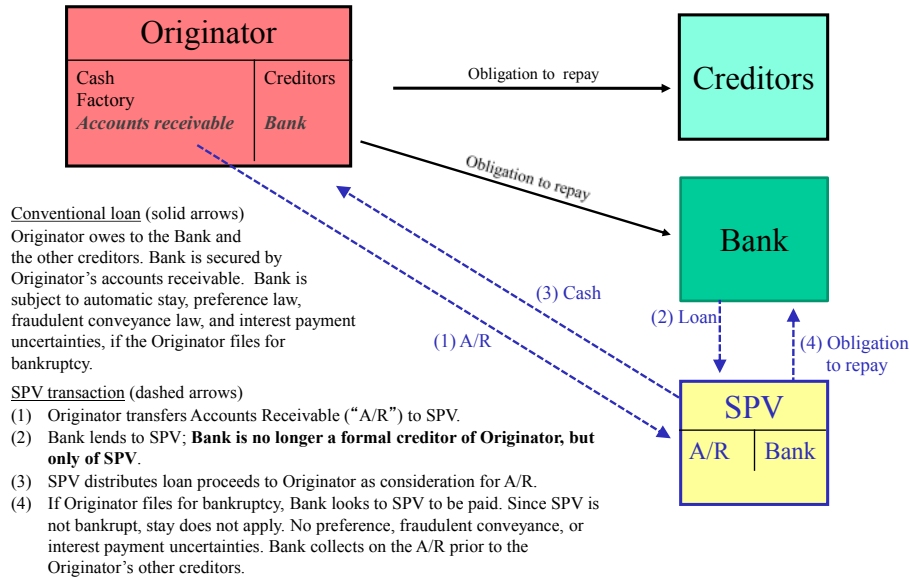 Originator
Cash
Factory
Accounts receivable
Creditors
Bank
Obligation to repay
Creditors
Obligation to repay
Bank
Conventional loan (solid arrows)
Originator owes to the Bank and
the other creditors. Bank is secured by
Originator’s accounts receivable. Bank is
subject to automatic stay, preference law,
fraudulent conveyance law, and interest payment
uncertainties, if the Originator files for
bankruptcy.
(3) Cash
(1) A/R
(2) Loan
(4) Obligation
to repay
SPV
A/R
Bank
SPV transaction (dashed arrows)
(1) Originator transfers Accounts Receivable (“A/R”) to SPV.
(2) Bank lends to SPV; Bank is no longer a formal creditor of Originator, but
only of SPV.
(3) SPV distributes loan proceeds to Originator as consideration for A/R.
(4) If Originator files for bankruptcy, Bank looks to SPV to be paid. Since SPV is
not bankrupt, stay does not apply. No preference, fraudulent conveyance, or
interest payment uncertainties. Bank collects on the A/R prior to the
Originator’s other creditors.